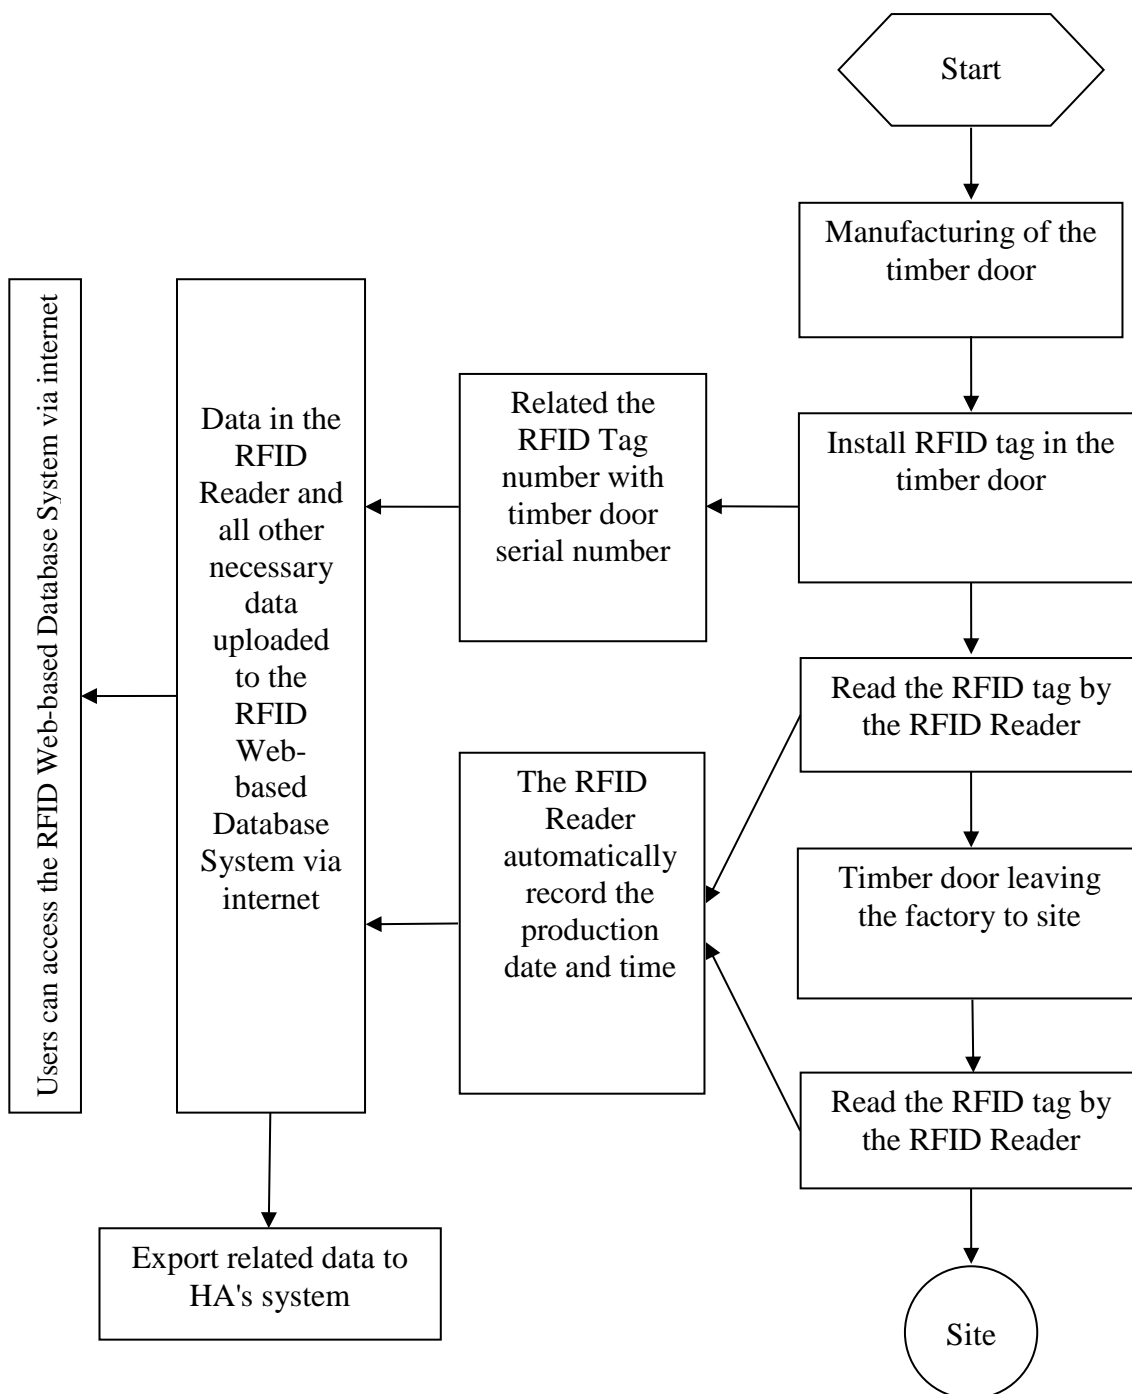 Start
Manufacturing of the
timber door
Install RFID tag in the
timber door
Related the
RFID Tag
number with
timber door
serial number
Data in the
RFID
Reader and
all other
necessary
data
uploaded
to the
RFID
Web-
based
Database
System via
internet
Users can access the RFID Web-based Database System via internet
Read the RFID tag by
the RFID Reader
The RFID
Reader
automatically
record the
production
date and time
Timber door leaving
the factory to site
Read the RFID tag by
the RFID Reader
Export related data to
HA's system
Site